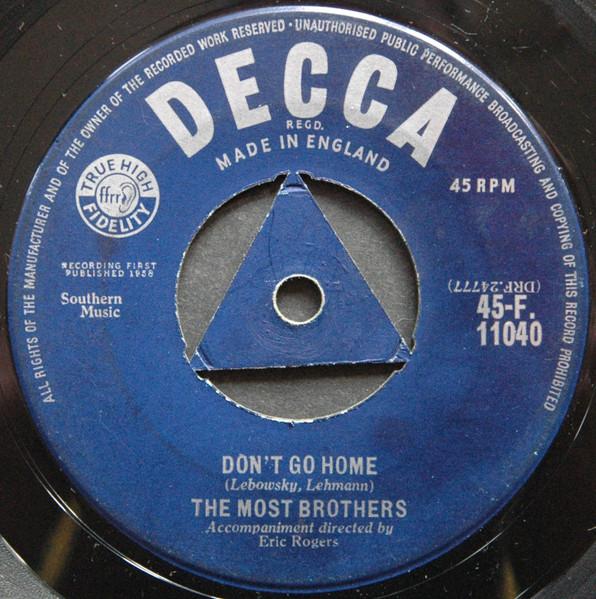 ALL RIGHTS OF THE MANUFACTURER AND OF THE OWNER OF THE RECORDED WORK RESERVED · UNAUTHORISED PUBLIC PERFORMANCE BROADCASTING AND COPYING OF THIS RECORD PROHIBITED
DECCA
REGD.
MADE IN ENGLAND
TRUE HIGH
ffrr
FIDELITY
45 RPM
RECORDING FIRST
PUBLISHED 1958
Southern
Music
(DRF.24777)
45-F.
11040
DON'T GO HOME
(Lebowsky, Lehmann)
THE MOST BROTHERS
Accompaniment directed by
Eric Rogers